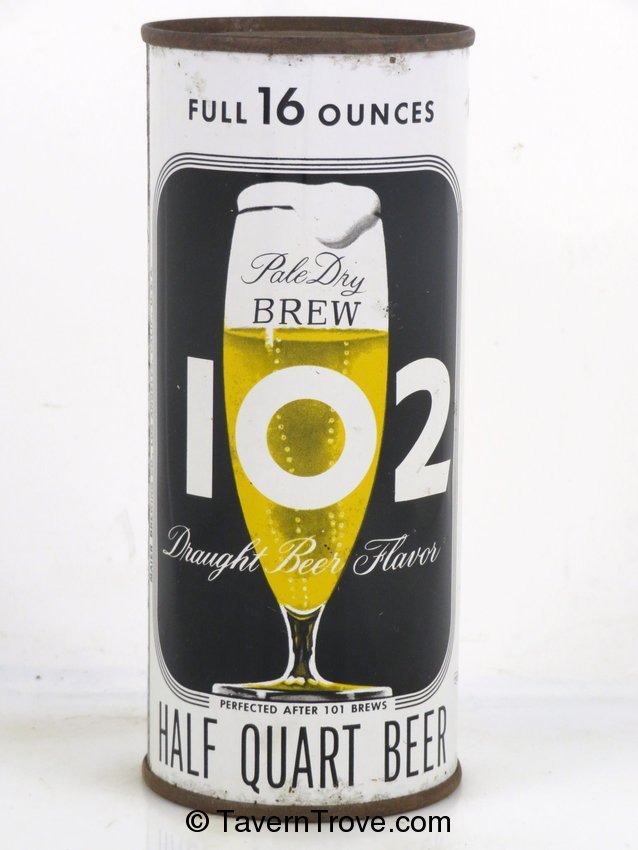 FULL 16 OUNCES
Pale Dry
BREW
102
Draught Beer Flavor
PERFECTED AFTER 101 BREWS
HALF QUART BEER
© TavernTrove.com